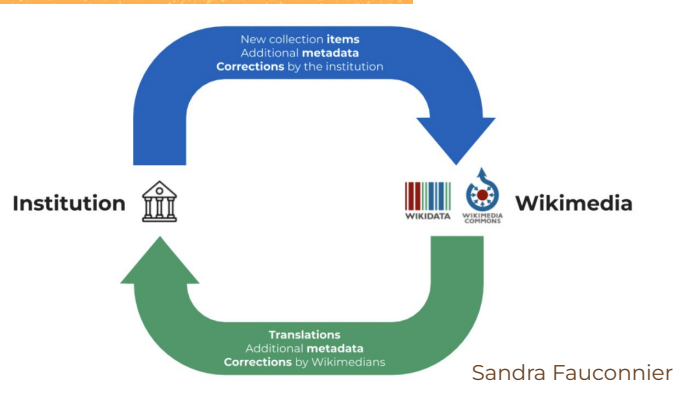 New collection items
Additional metadata
Corrections by the institution
Institution
WIKIDATA
WIKIMEDIA
COMMONS
Wikimedia
Translations
Additional metadata
Corrections by Wikimedians
Sandra Fauconnier